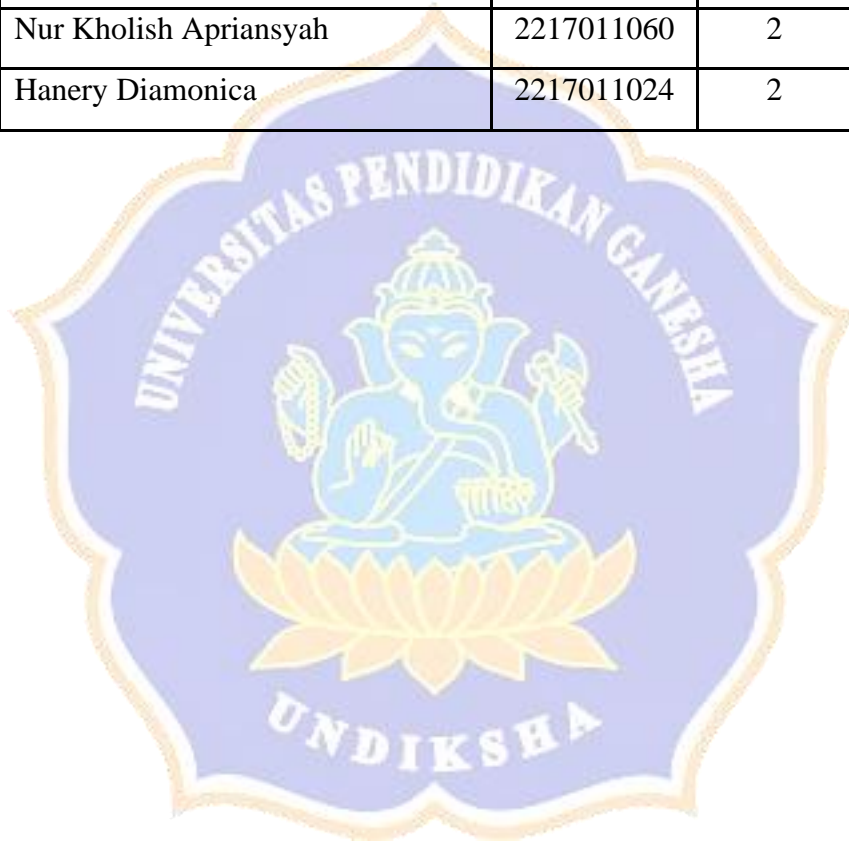 Nur Kholish Apriansyah 2217011060 2
Hanery Diamonica 2217011024 2
UNIVERSITAS PENDIDIKAN GANESHA
UNDIKSHA